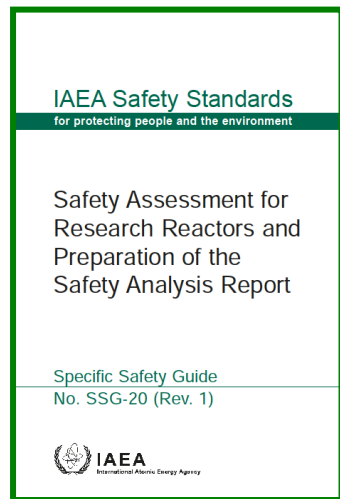 IAEA Safety Standards
for protecting people and the environment
Safety Assessment for
Research Reactors and
Preparation of the
Safety Analysis Report
Specific Safety Guide
No. SSG-20 (Rev. 1)
IAEA
International Atomic Energy Agency